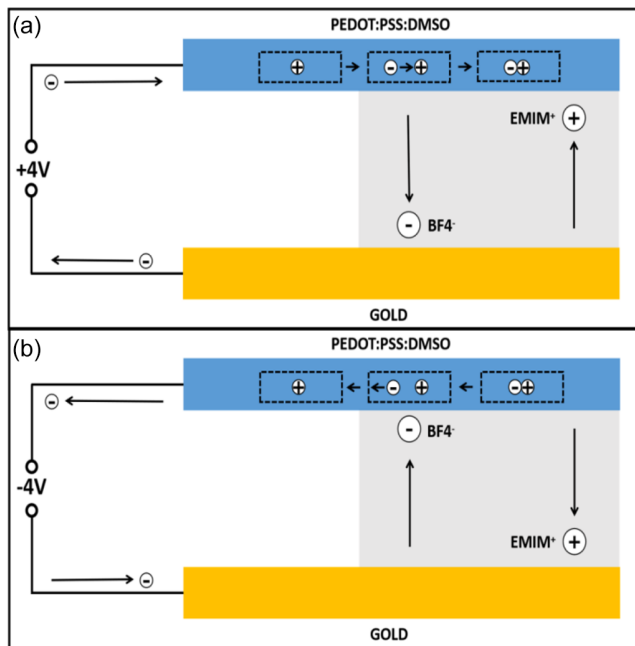 (a)
PEDOT:PSS:DMSO
- + - + - +
EMIM⁺ +
+4V
- BF4⁻
-
GOLD
(b)
PEDOT:PSS:DMSO
+ - + - +
-
- BF4⁻
-4V
EMIM⁺ +
-
GOLD